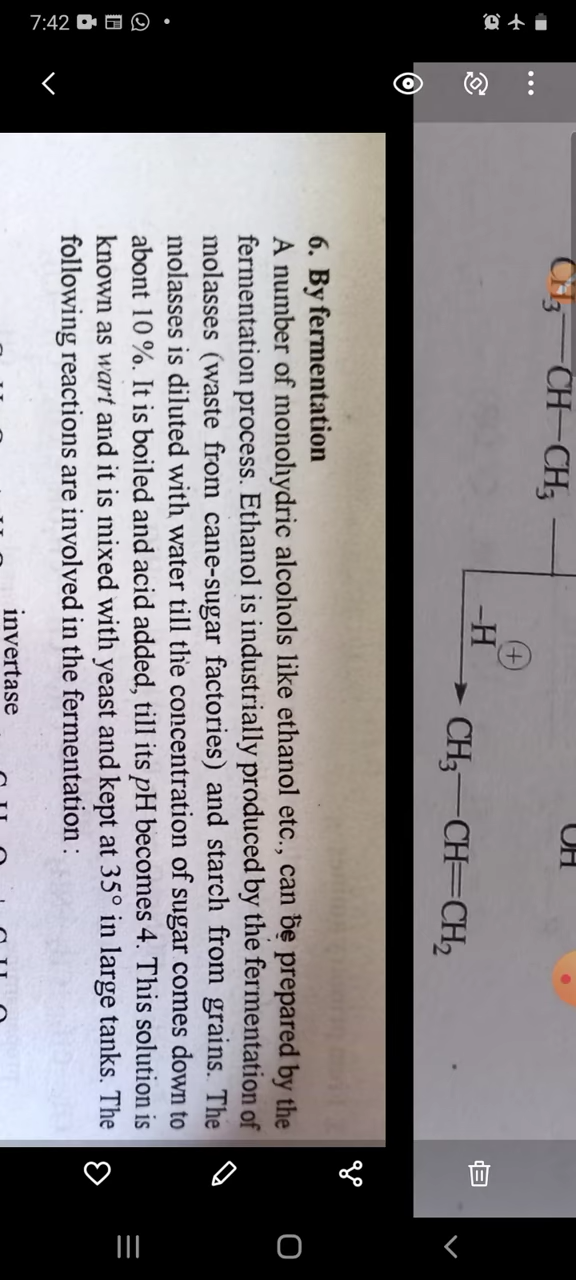 7:42
6. By fermentation
A number of monohydric alcohols like ethanol etc., can be prepared by the
fermentation process. Ethanol is industrially produced by the fermentation of
molasses (waste from cane-sugar factories) and starch from grains. The
molasses is diluted with water till the concentration of sugar comes down to
abont 10 %. It is boiled and acid added, till its pH becomes 4. This solution is
known as wart and it is mixed with yeast and kept at 35° in large tanks. The
following reactions are involved in the fermentation :
invertase
CH3—CH—CH3
OH
–H ⊕
CH3—CH=CH2